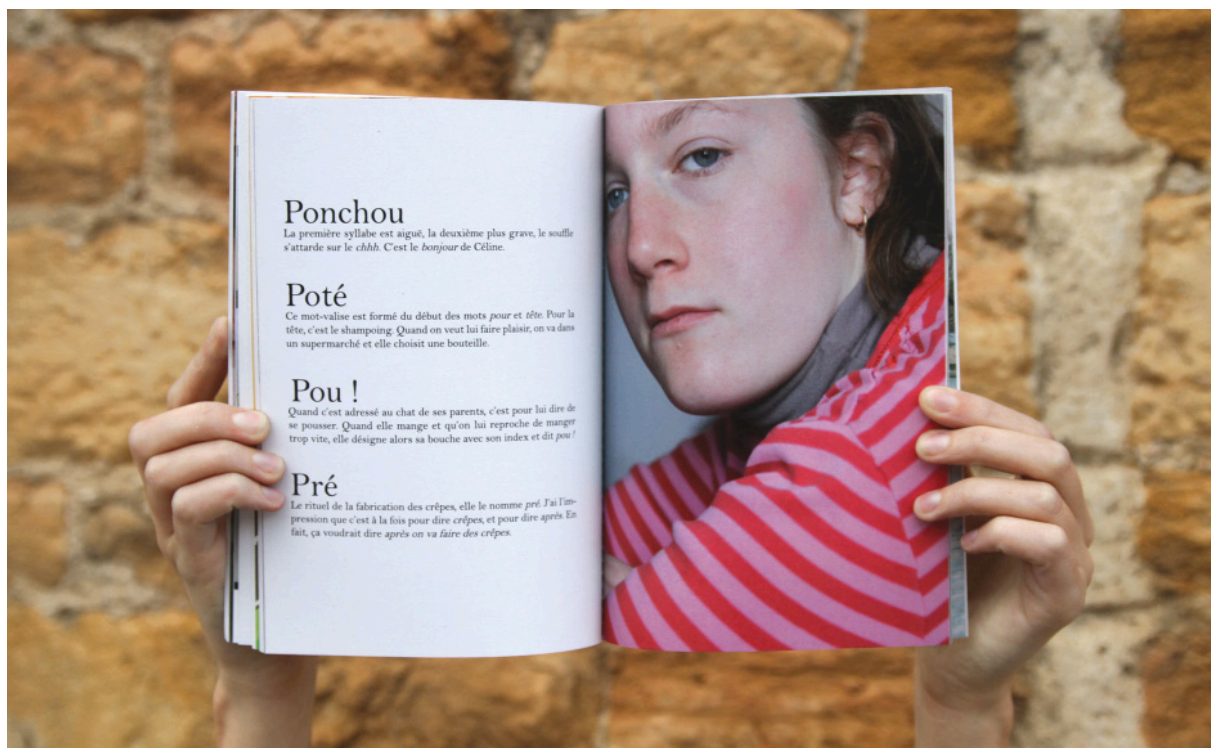 Ponchou
La première syllabe est aiguë, la deuxième plus grave, le souffle
s'attarde sur le chhh. C'est le bonjour de Céline.
Poté
Ce mot-valise est formé du début des mots pour et tête. Pour la
tête, c'est le shampoing. Quand on veut lui faire plaisir, on va dans
un supermarché et elle choisit une bouteille.
Pou !
Quand c'est adressé au chat de ses parents, c'est pour lui dire de
se pousser. Quand elle mange et qu'on lui reproche de manger
trop vite, elle désigne alors sa bouche avec son index et dit pou !
Pré
Le rituel de la fabrication des crêpes, elle le nomme pré. J'ai l'im-
pression que c'est à la fois pour dire crêpes, et pour dire après. En
fait, ça voudrait dire après on va faire des crêpes.